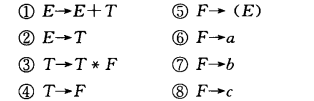 ① E→E+T ⑤ F→（E）
② E→T ⑥ F→a
③ T→T * F ⑦ F→b
④ T→F ⑧ F→c